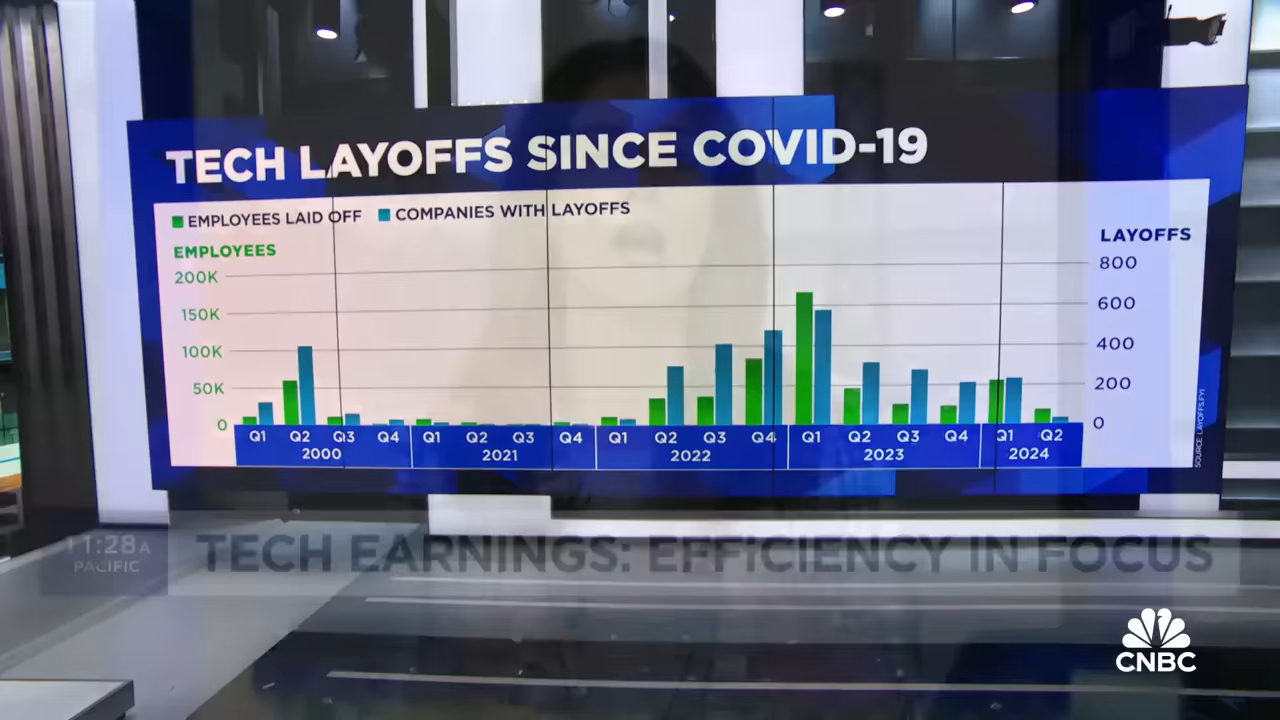 TECH LAYOFFS SINCE COVID-19
EMPLOYEES LAID OFF COMPANIES WITH LAYOFFS
EMPLOYEES LAYOFFS
200K 800
150K 600
100K 400
50K 200
0 0
Q1 Q2 Q3 Q4 Q1 Q2 Q3 Q4 Q1 Q2 Q3 Q4 Q1 Q2 Q3 Q4 Q1 Q2
2000 2021 2022 2023 2024
SOURCE: LAYOFFS.FYI
11:28A
PACIFIC
TECH EARNINGS: EFFICIENCY IN FOCUS
CNBC